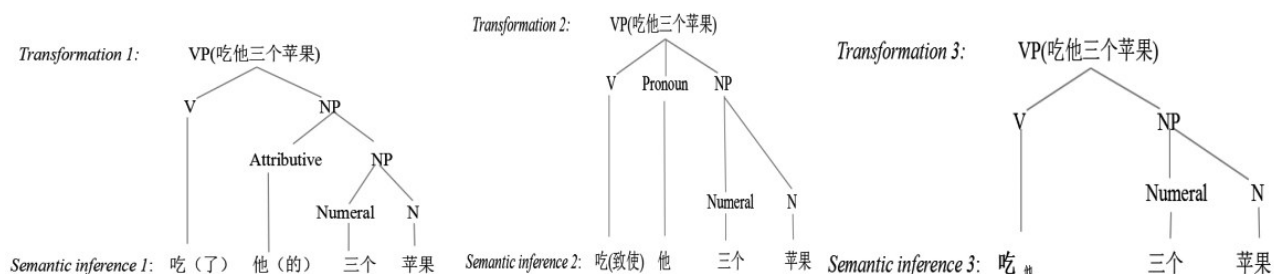 Transformation 1: VP(吃他三个苹果)
V NP
Attributive NP
Numeral N
Semantic inference 1: 吃（了） 他（的） 三个 苹果
Transformation 2: VP(吃他三个苹果)
V Pronoun NP
Numeral N
Semantic inference 2: 吃(致使) 他 三个 苹果
Transformation 3: VP(吃他三个苹果)
V NP
Numeral N
Semantic inference 3: 吃 他 三个 苹果